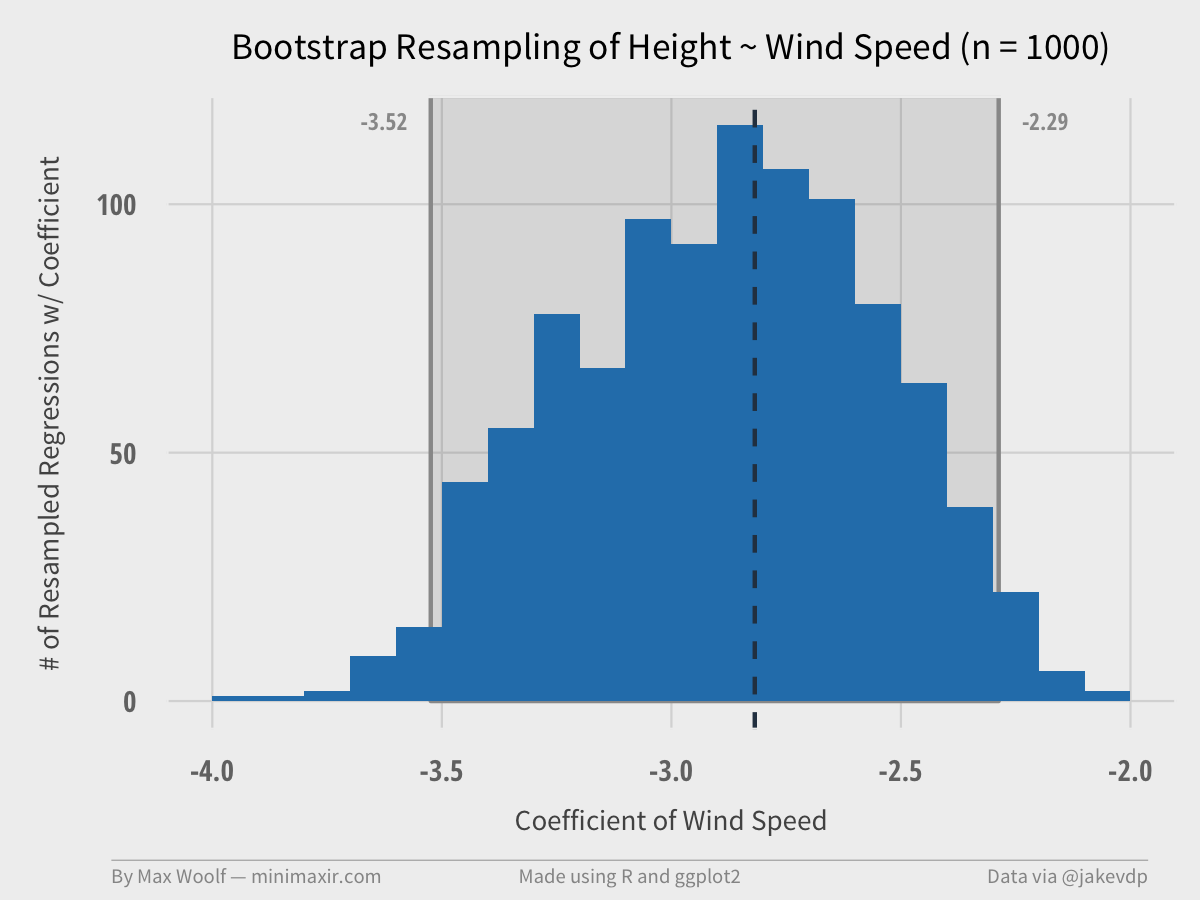 Bootstrap Resampling of Height ~ Wind Speed (n = 1000)
-3.52
-2.29
# of Resampled Regressions w/ Coefficient
100
50
0
-4.0 -3.5 -3.0 -2.5 -2.0
Coefficient of Wind Speed
By Max Woolf — minimaxir.com
Made using R and ggplot2
Data via @jakevdp